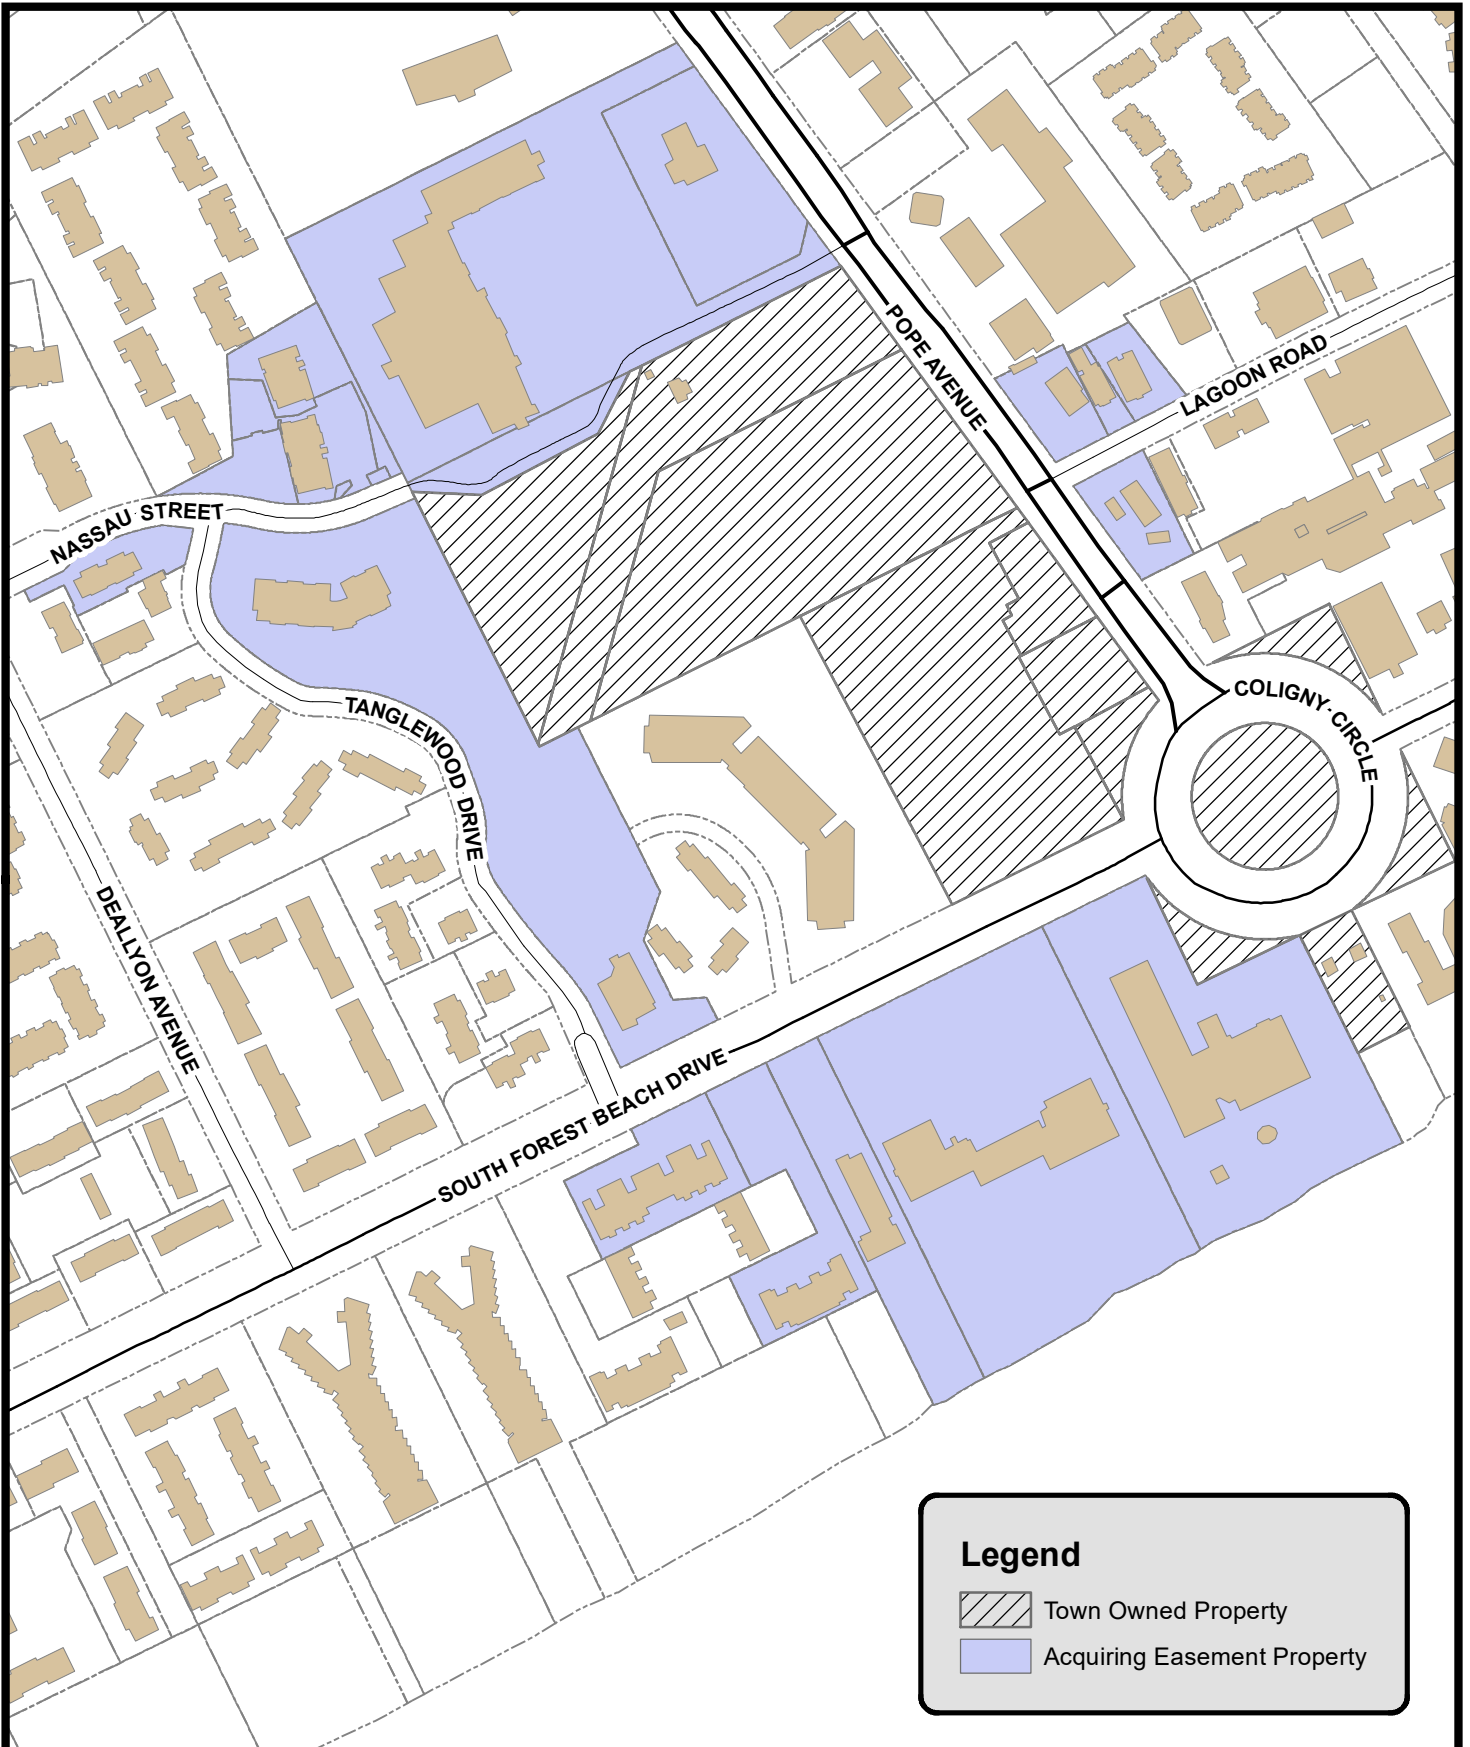 POPE AVENUE
LAGOON ROAD
NASSAU STREET
COLIGNY CIRCLE
TANGLEWOOD DRIVE
DEALLYON AVENUE
SOUTH FOREST BEACH DRIVE
Legend
Town Owned Property
Acquiring Easement Property